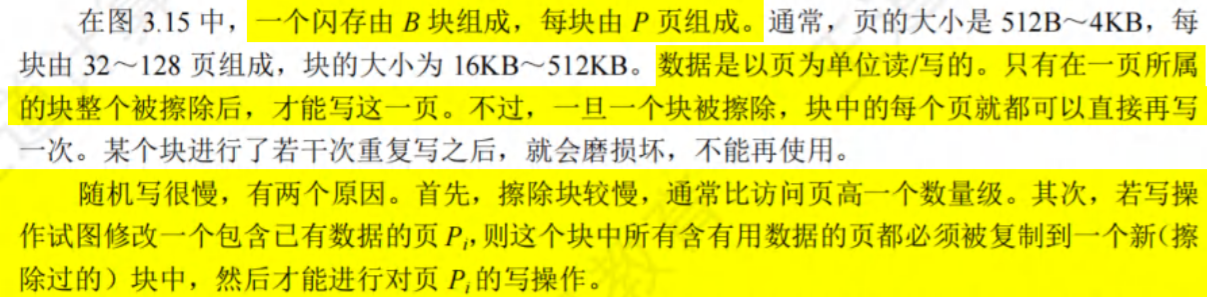 在图 3.15 中，一个闪存由 B 块组成，每块由 P 页组成。通常，页的大小是 512B～4KB，每
块由 32～128 页组成，块的大小为 16KB～512KB。数据是以页为单位读/写的。只有在一页所属
的块整个被擦除后，才能写这一页。不过，一旦一个块被擦除，块中的每个页就都可以直接再写
一次。某个块进行了若干次重复写之后，就会磨损坏，不能再使用。
随机写很慢，有两个原因。首先，擦除块较慢，通常比访问页高一个数量级。其次，若写操
作试图修改一个包含已有数据的页 Pi,则这个块中所有含有用数据的页都必须被复制到一个新(擦
除过的）块中，然后才能进行对页 Pi 的写操作。